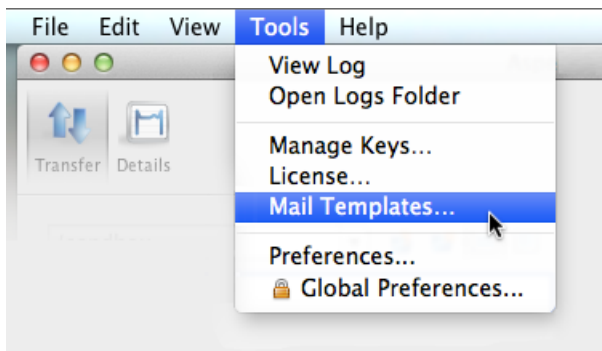 File Edit View Tools Help
View Log
Open Logs Folder
Manage Keys...
License...
Mail Templates...
Preferences...
Global Preferences...
Transfer Details